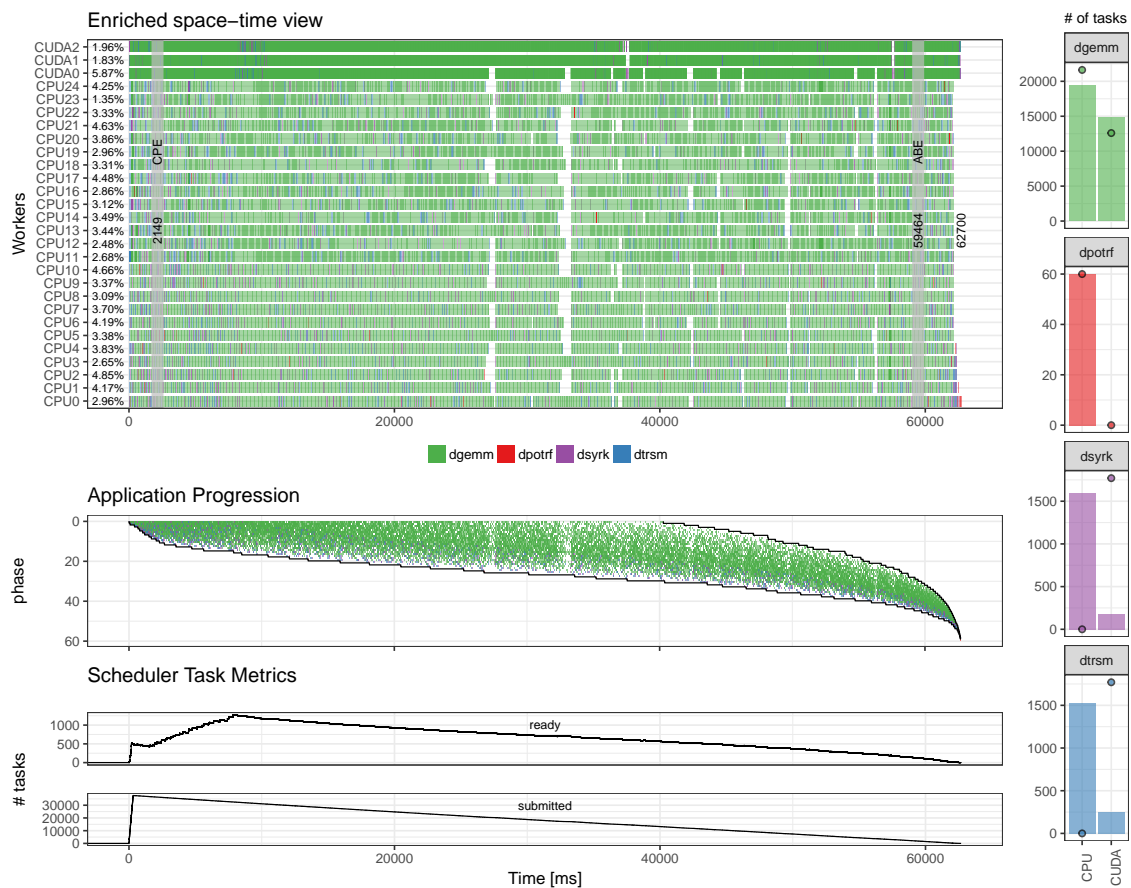 Enriched space−time view
# of tasks
Workers
CUDA2 1.96%
CUDA1 1.83%
CUDA0 5.87%
CPU24 4.25%
CPU23 1.35%
CPU22 3.33%
CPU21 4.63%
CPU20 3.86%
CPU19 2.96%
CPU18 3.31%
CPU17 4.48%
CPU16 2.86%
CPU15 3.12%
CPU14 3.49%
CPU13 3.44%
CPU12 2.48%
CPU11 2.68%
CPU10 4.66%
CPU9 3.37%
CPU8 3.09%
CPU7 3.70%
CPU6 4.19%
CPU5 3.38%
CPU4 3.83%
CPU3 2.65%
CPU2 4.85%
CPU1 4.17%
CPU0 2.96%
2149 CPE
59464 ABE
62700
0 20000 40000 60000
dgemm dpotrf dsyrk dtrsm
Application Progression
phase
0
20
40
60
Scheduler Task Metrics
# tasks
ready
1000
500
0
submitted
30000
20000
10000
0
0 20000 40000 60000
Time [ms]
dgemm
20000
15000
10000
5000
0
dpotrf
60
40
20
0
dsyrk
1500
1000
500
0
dtrsm
1500
1000
500
0
CPU
CUDA